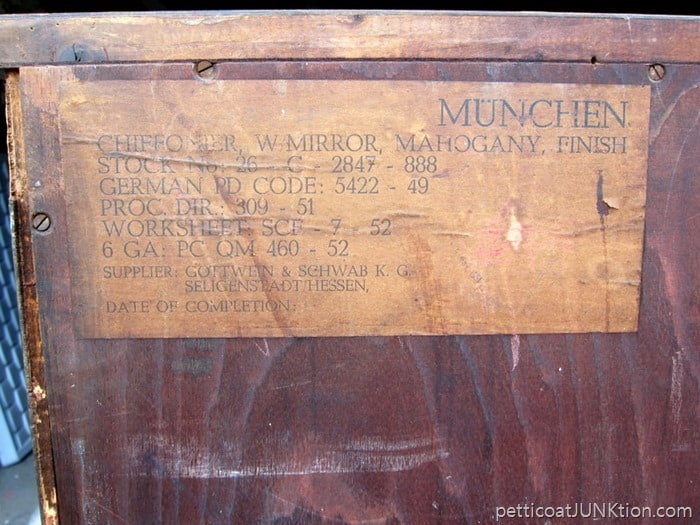 MÜNCHEN.
CHIFFONIER, W/MIRROR, MAHOGANY, FINISH
STOCK No: 26 - C - 2847 - 888
GERMAN PD CODE: 5422 - 49
PROC. DIR.: 309 - 51
WORKSHEET: SCF - 7 - 52
6 GA: PC QM 460 - 52
SUPPLIER: GOTTWEIN & SCHWAB K. G.
SELIGENSTADT/HESSEN,
DATE OF COMPLETION:
petticoatJUNKtion.com